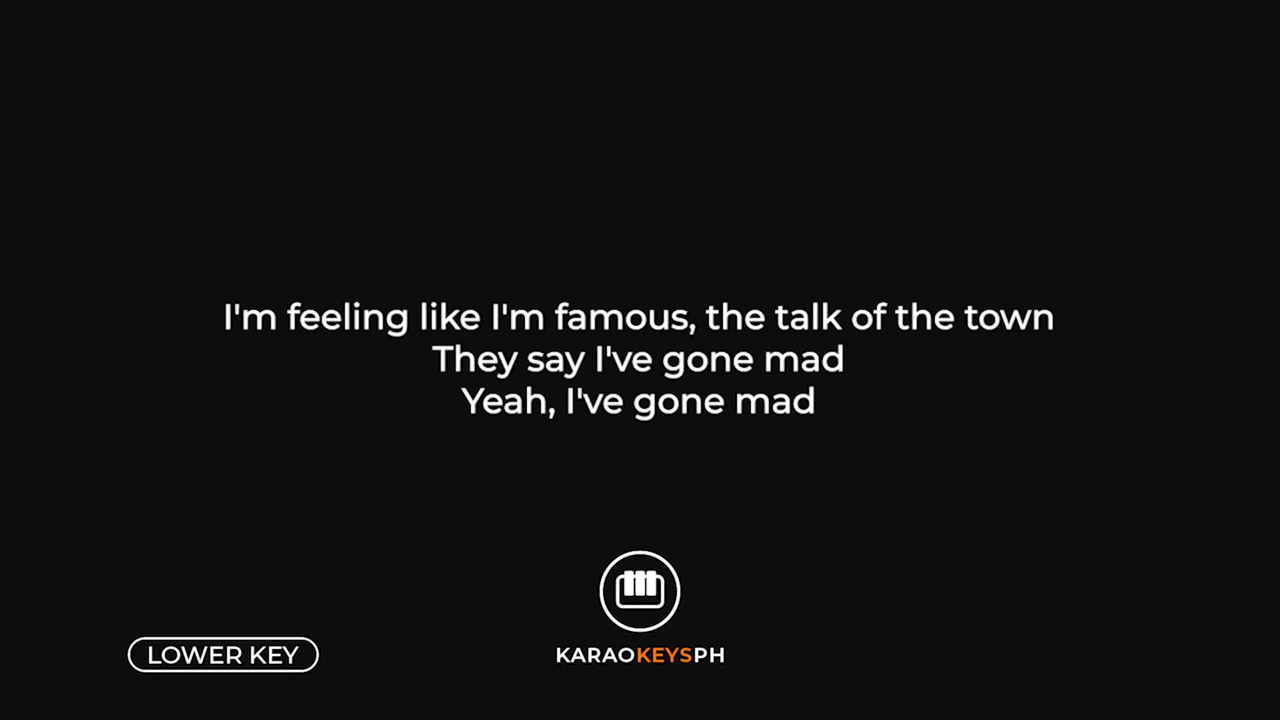 I'm feeling like I'm famous, the talk of the town
They say I've gone mad
Yeah, I've gone mad
LOWER KEY
KARAOKEYSPH